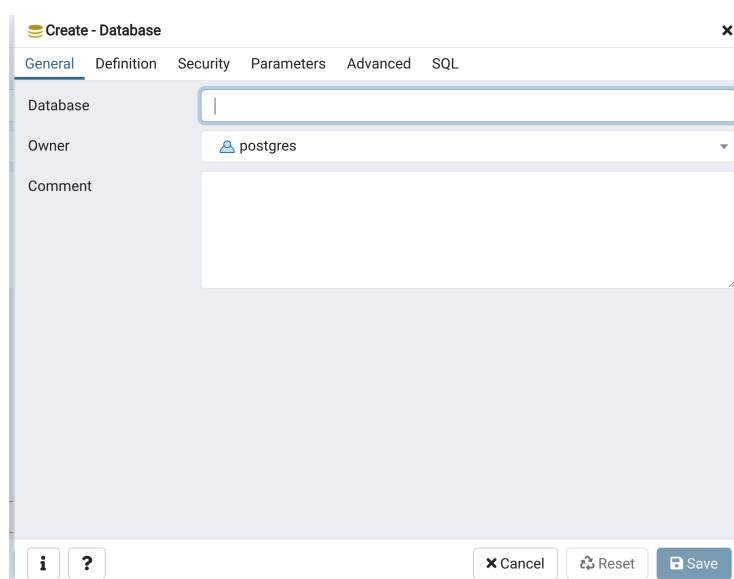 Create - Database
General Definition Security Parameters Advanced SQL
Database
Owner postgres
Comment
i ? Cancel Reset Save